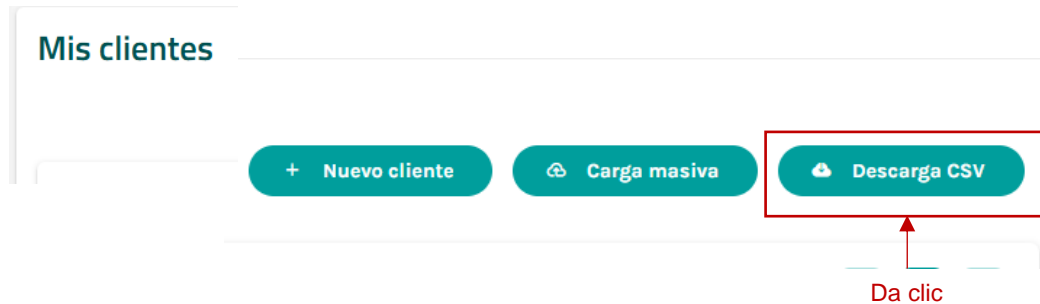 Mis clientes
+ Nuevo cliente
Carga masiva
Descarga CSV
Da clic